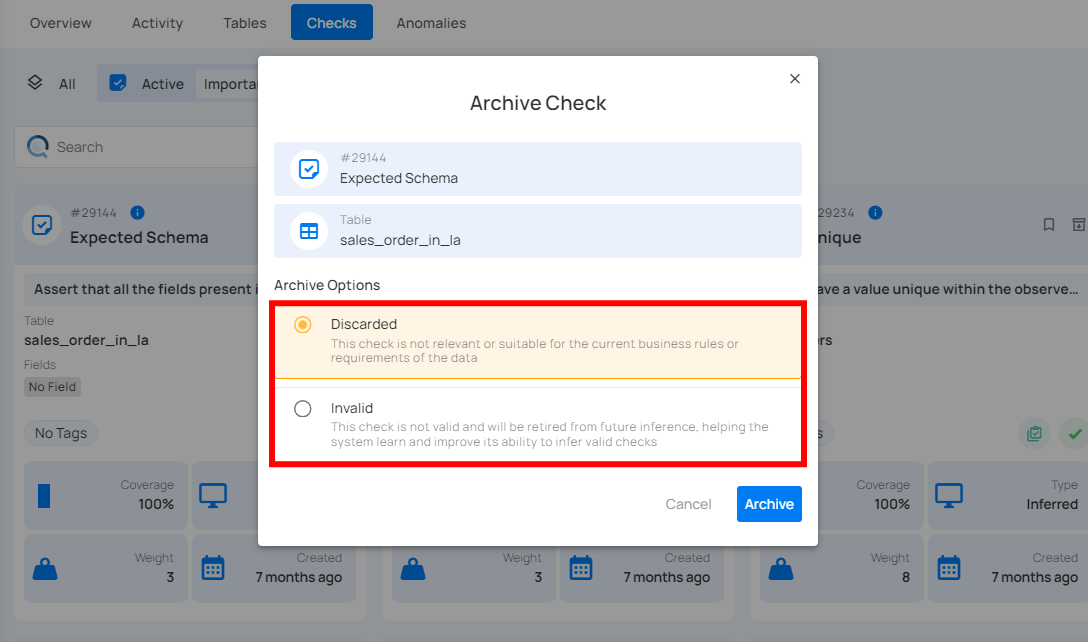 Overview
Activity
Tables
Checks
Anomalies
All
Active
Importa
Search
Archive Check
#29144
Expected Schema
Table
sales_order_in_la
Archive Options
Discarded
This check is not relevant or suitable for the current business rules or
requirements of the data
Invalid
This check is not valid and will be retired from future inference, helping the
system learn and improve its ability to infer valid checks
Cancel
Archive
#29144
Expected Schema
Assert that all the fields present i
Table
sales_order_in_la
Fields
No Field
No Tags
Coverage
100%
Weight
3
Created
7 months ago
Weight
3
Created
7 months ago
29234
nique
ave a value unique within the observe...
ers
s
Coverage
100%
Type
Inferred
Weight
8
Created
7 months ago